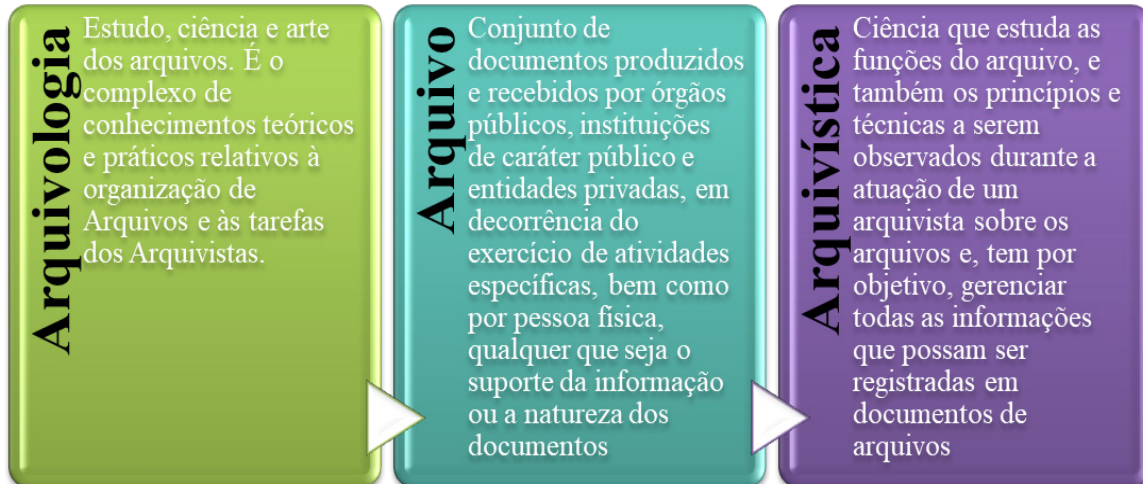 Arquivologia
Estudo, ciência e arte
dos arquivos. É o
complexo de
conhecimentos teóricos
e práticos relativos à
organização de
Arquivos e às tarefas
dos Arquivistas.
Arquivo
Conjunto de
documentos produzidos
e recebidos por órgãos
públicos, instituições
de caráter público e
entidades privadas, em
decorrência do
exercício de atividades
específicas, bem como
por pessoa física,
qualquer que seja o
suporte da informação
ou a natureza dos
documentos
Arquivística
Ciência que estuda as
funções do arquivo, e
também os princípios e
técnicas a serem
observados durante a
atuação de um
arquivista sobre os
arquivos e, tem por
objetivo, gerenciar
todas as informações
que possam ser
registradas em
documentos de
arquivos